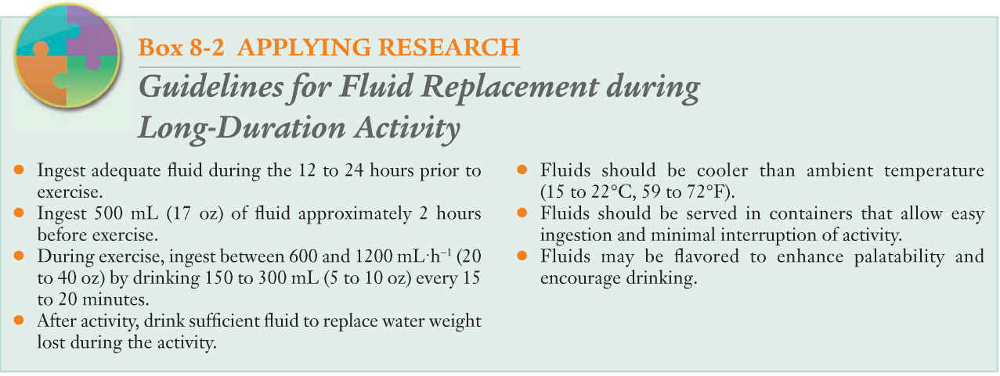 Box 8-2 APPLYING RESEARCH
Guidelines for Fluid Replacement during
Long-Duration Activity
● Ingest adequate fluid during the 12 to 24 hours prior to
exercise.
● Ingest 500 mL (17 oz) of fluid approximately 2 hours
before exercise.
● During exercise, ingest between 600 and 1200 mL·h⁻¹ (20
to 40 oz) by drinking 150 to 300 mL (5 to 10 oz) every 15
to 20 minutes.
● After activity, drink sufficient fluid to replace water weight
lost during the activity.
● Fluids should be cooler than ambient temperature
(15 to 22°C, 59 to 72°F).
● Fluids should be served in containers that allow easy
ingestion and minimal interruption of activity.
● Fluids may be flavored to enhance palatability and
encourage drinking.